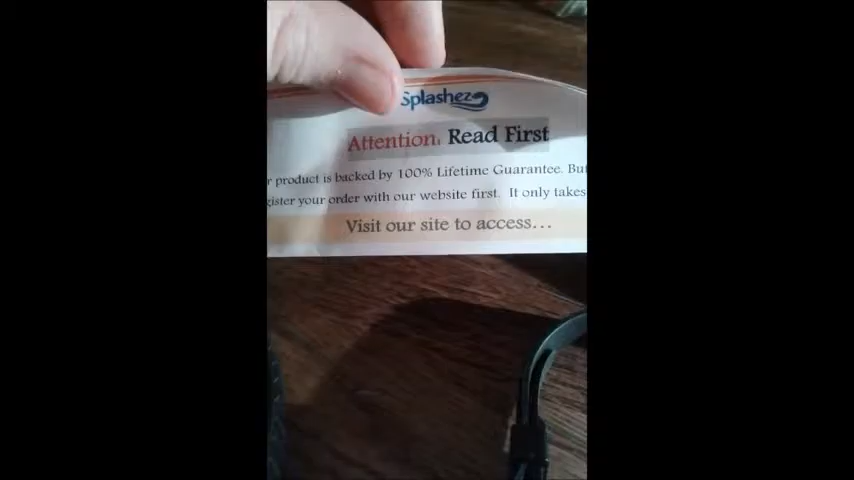 Splashez
Attention: Read First
r product is backed by 100% Lifetime Guarantee. But
gister your order with our website first. It only takes
Visit our site to access...